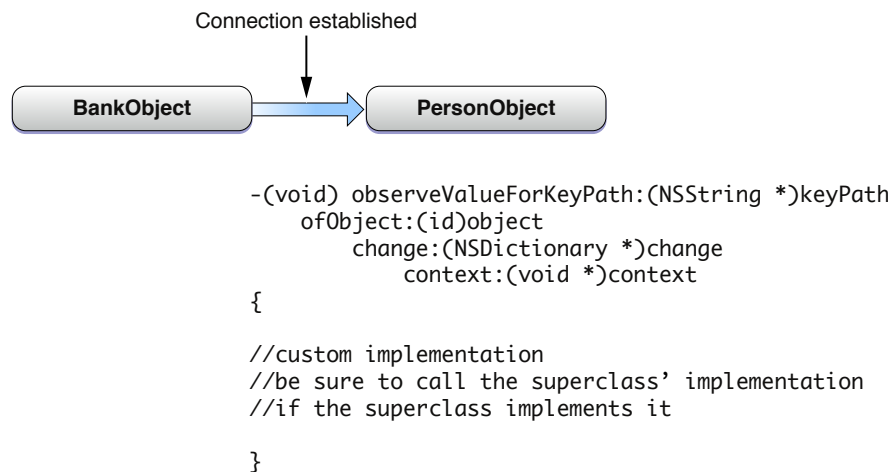 Connection established
BankObject
PersonObject
-(void) observeValueForKeyPath:(NSString *)keyPath
ofObject:(id)object
change:(NSDictionary *)change
context:(void *)context
{
//custom implementation
//be sure to call the superclass’ implementation
//if the superclass implements it
}